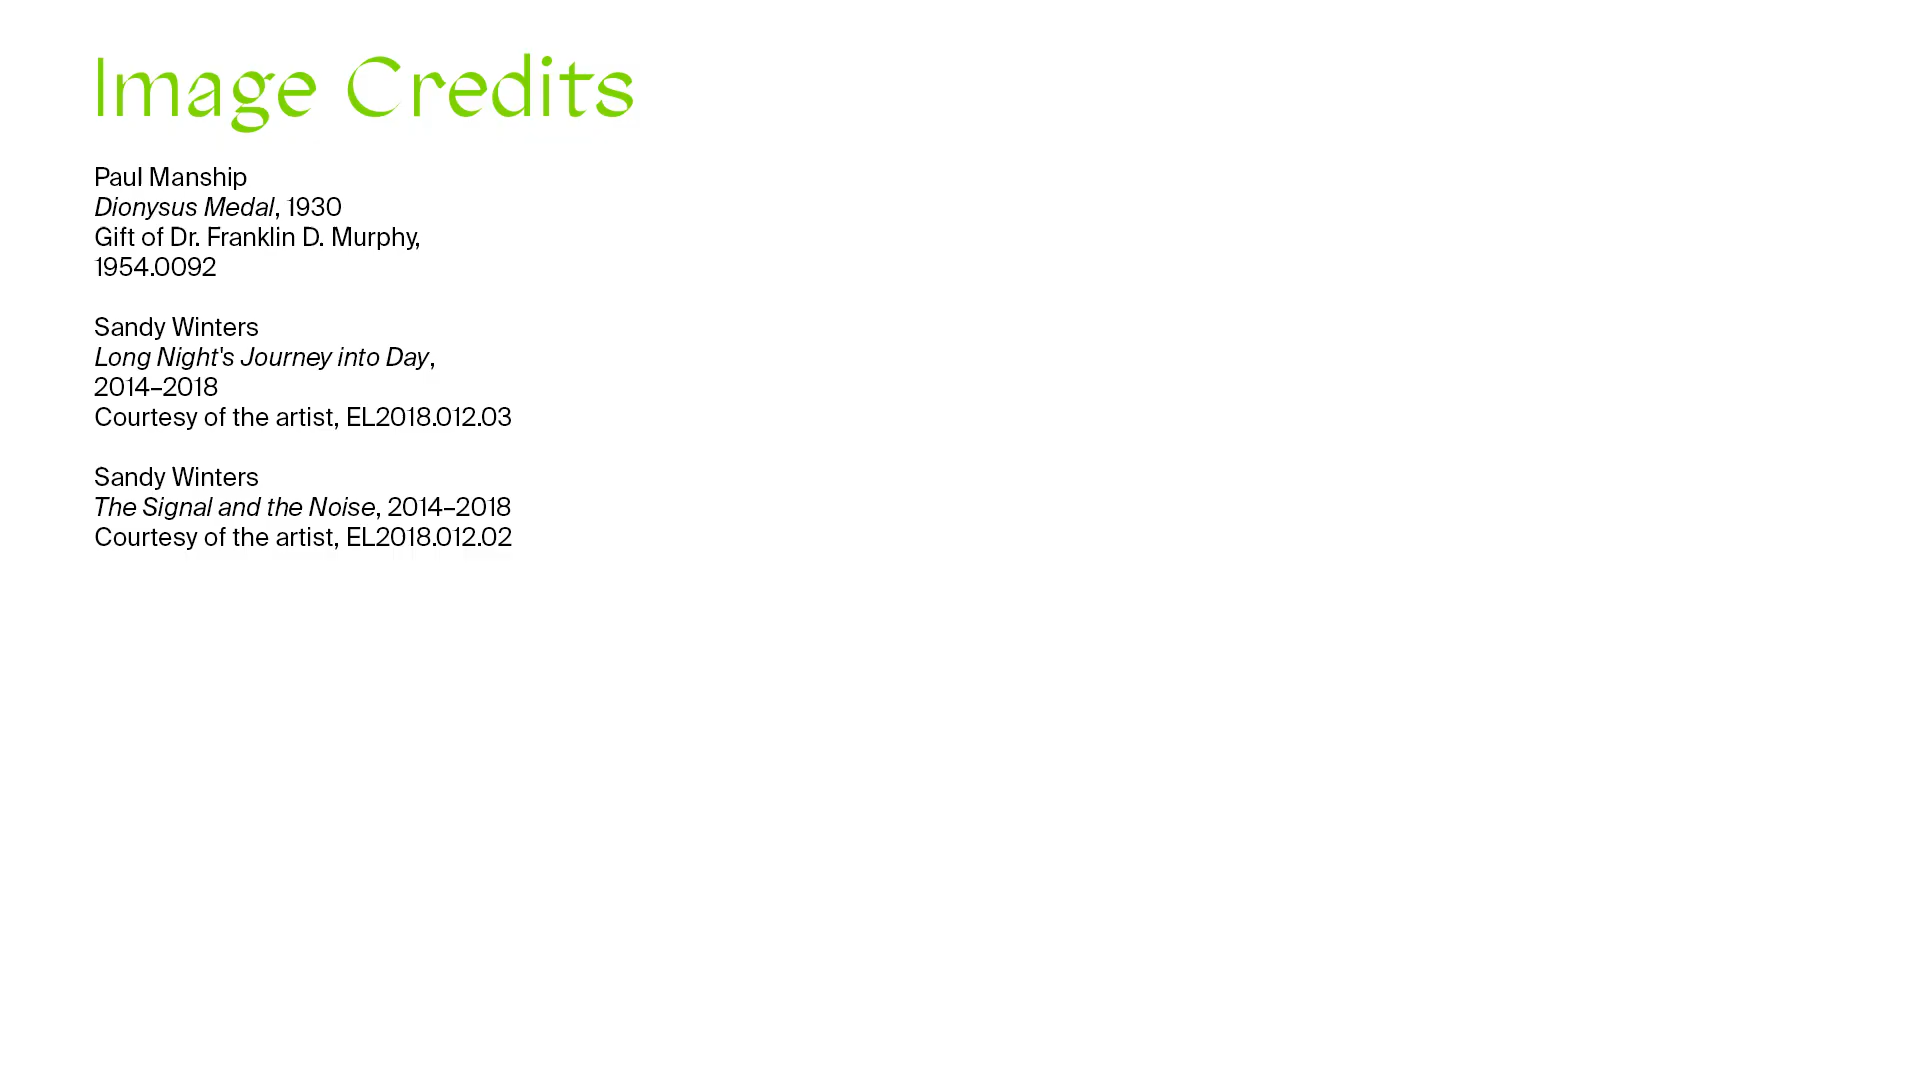 Image Credits
Paul Manship
Dionysus Medal, 1930
Gift of Dr. Franklin D. Murphy,
1954.0092
Sandy Winters
Long Night's Journey into Day,
2014–2018
Courtesy of the artist, EL2018.012.03
Sandy Winters
The Signal and the Noise, 2014–2018
Courtesy of the artist, EL2018.012.02